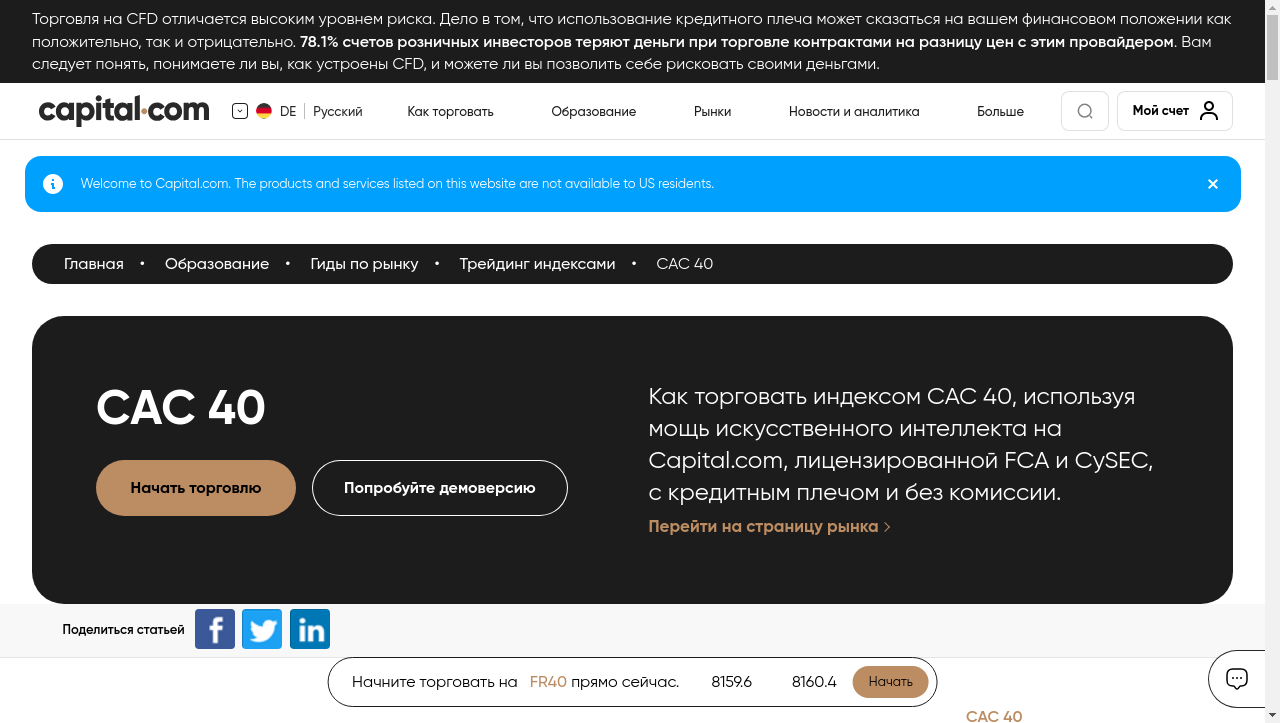 Торговля на CFD отличается высоким уровнем риска. Дело в том, что использование кредитного плеча может сказаться на вашем финансовом положении как
положительно, так и отрицательно. 78.1% счетов розничных инвесторов теряют деньги при торговле контрактами на разницу цен с этим провайдером. Вам
следует понять, понимаете ли вы, как устроены CFD, и можете ли вы позволить себе рисковать своими деньгами.
capital.com DE Русский Как торговать Образование Рынки Новости и аналитика Больше Мой счет
Welcome to Capital.com. The products and services listed on this website are not available to US residents.
Главная • Образование • Гиды по рынку • Трейдинг индексами • CAC 40
CAC 40
Начать торговлю Попробуйте демоверсию
Как торговать индексом CAC 40, используя
мощь искусственного интеллекта на
Capital.com, лицензированной FCA и CySEC,
с кредитным плечом и без комиссии.
Перейти на страницу рынка
Поделиться статьей
Начните торговать на FR40 прямо сейчас. 8159.6 8160.4 Начать
CAC 40